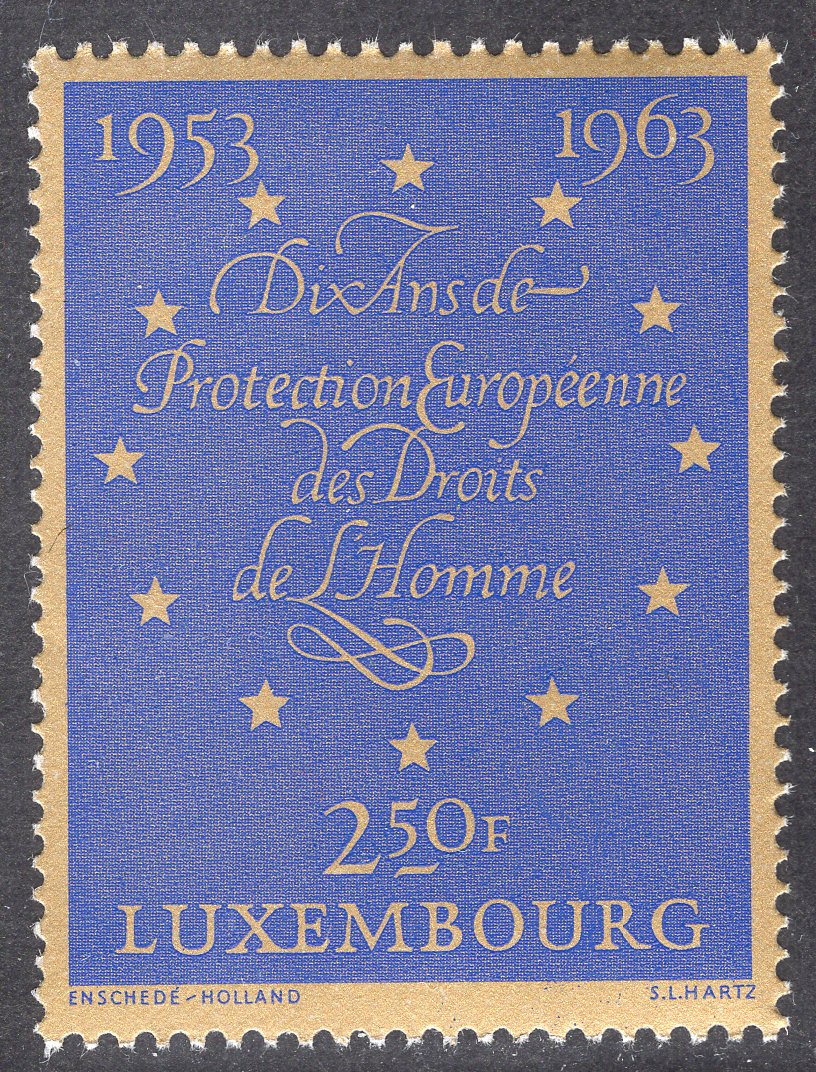 1953 1963
Dix Ans de
Protection Européenne
des Droits
de L'Homme
2.50F
LUXEMBOURG
ENSCHEDÉ-HOLLAND S.L.HARTZ